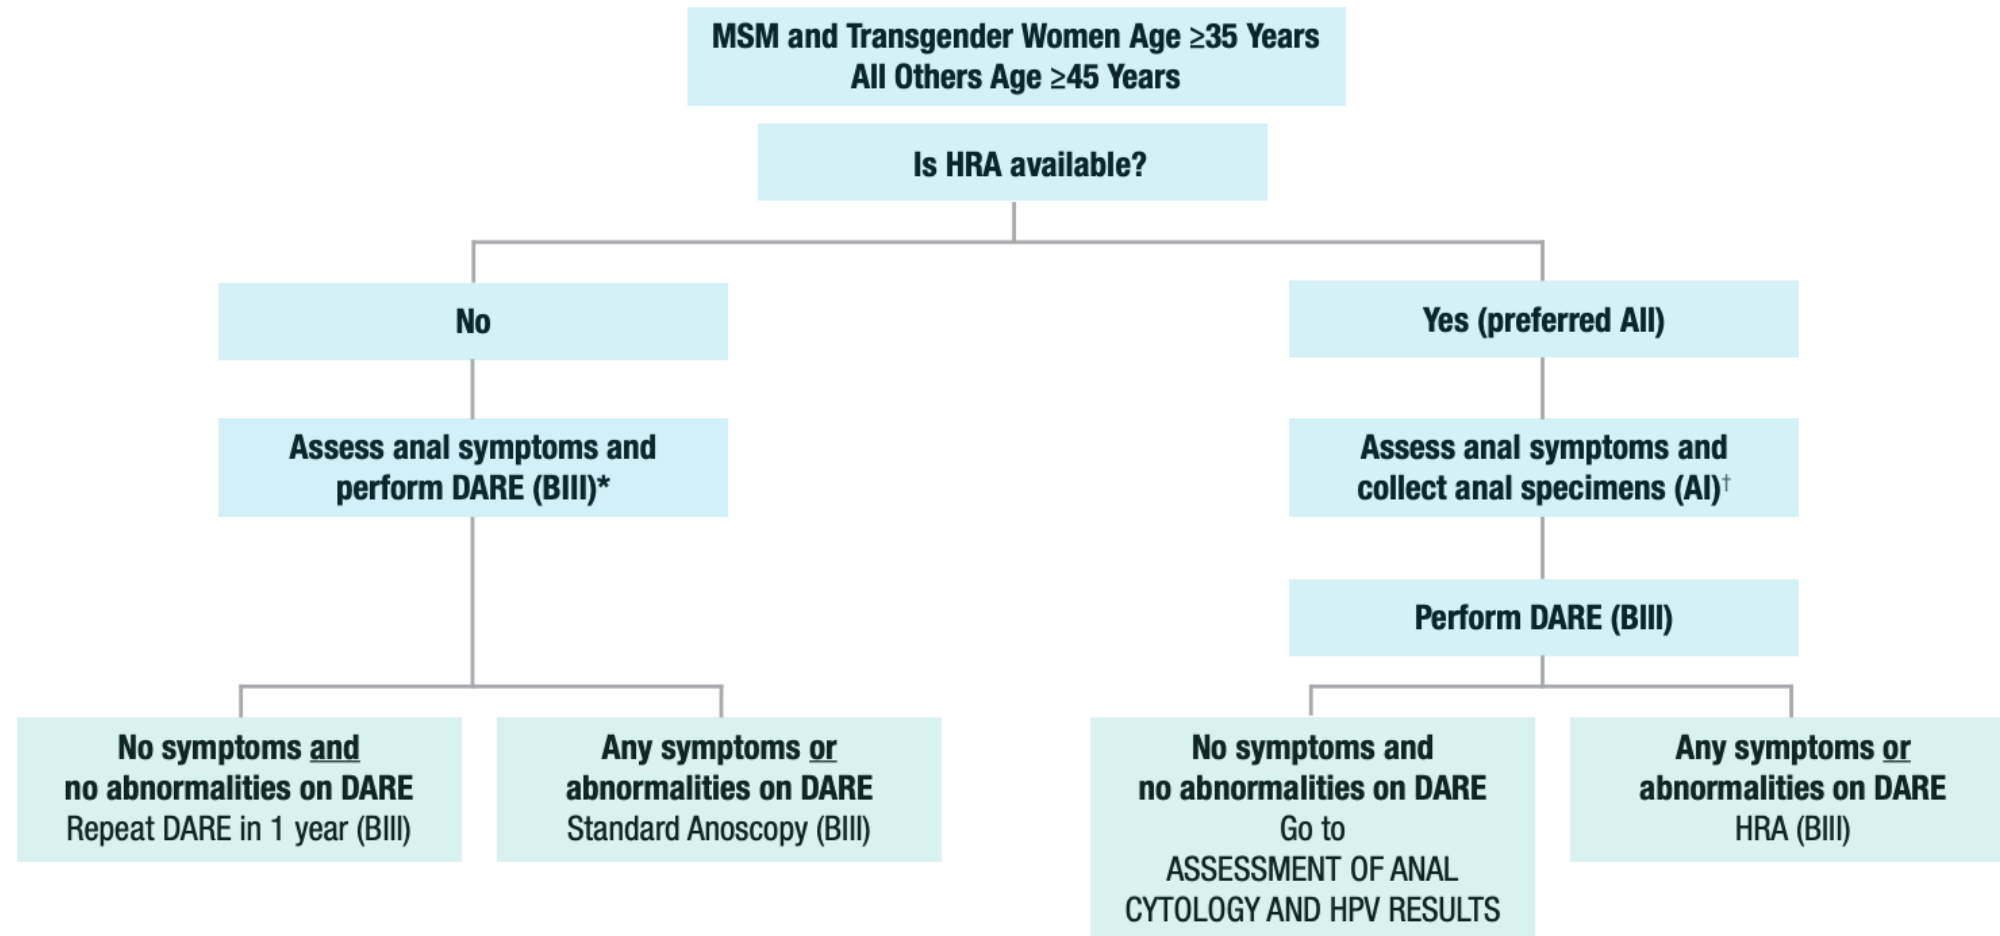 MSM and Transgender Women Age ≥35 Years
All Others Age ≥45 Years
Is HRA available?
No
Yes (preferred AII)
Assess anal symptoms and
perform DARE (BIII)*
Assess anal symptoms and
collect anal specimens (AI)†
Perform DARE (BIII)
No symptoms and
no abnormalities on DARE
Repeat DARE in 1 year (BIII)
Any symptoms or
abnormalities on DARE
Standard Anoscopy (BIII)
No symptoms and
no abnormalities on DARE
Go to
ASSESSMENT OF ANAL
CYTOLOGY AND HPV RESULTS
Any symptoms or
abnormalities on DARE
HRA (BIII)